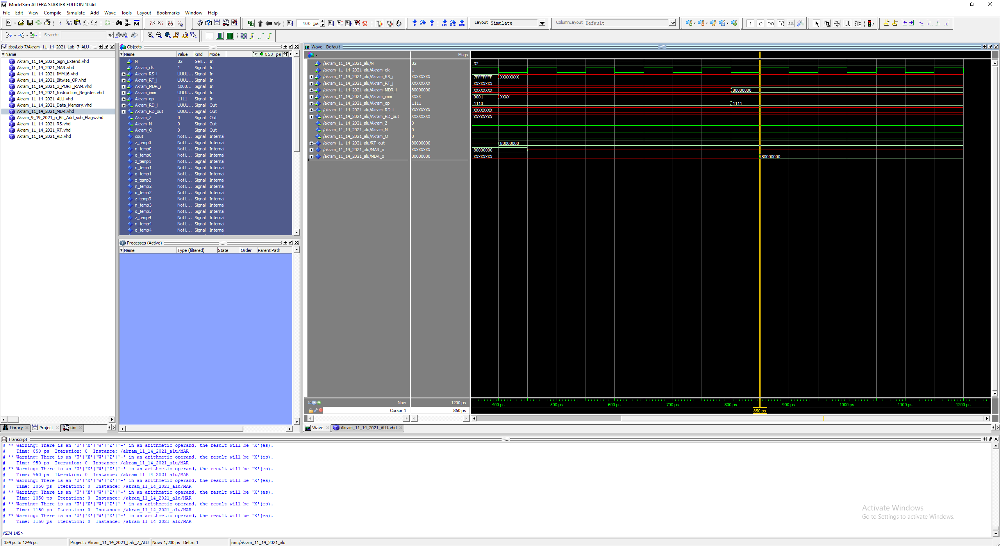 ModelSim ALTERA STARTER EDITION 10.4d
File Edit View Compile Simulate Add Wave Tools Layout Bookmarks Window Help
400 ps
Layout Simulate
ColumnLayout Default
Search:
abs/Lab 7/Akram_11_14_2021_Lab_7_ALU
Name
Akram_11_14_2021_Sign_Extend.vhd
Akram_11_14_2021_MAR.vhd
Akram_11_14_2021_IMM16.vhd
Akram_11_14_2021_Bitwise_OP.vhd
Akram_11_14_2021_3_PORT_RAM.vhd
Akram_11_14_2021_Instruction_Register.vhd
Akram_11_14_2021_ALU.vhd
Akram_11_14_2021_Data_Memory.vhd
Akram_11_14_2021_MDR.vhd
Akram_9_19_2021_n_Bit_Add_sub_Flags.vhd
Akram_11_14_2021_RS.vhd
Akram_11_14_2021_RT.vhd
Akram_11_14_2021_RD.vhd
Library Project sim
Objects
Name Value Kind Mode 850 ps
N 32 Gen... In
Akram_clk 1 Signal In
Akram_RS_i UUUU... Signal In
Akram_RT_i UUUU... Signal In
Akram_MDR_i 1000... Signal In
Akram_imm UUUU... Signal In
Akram_op 1111 Signal In
Akram_RD_i UUUU... Signal Out
Akram_RD_out UUUU... Signal Out
Akram_Z 0 Signal Out
Akram_N 0 Signal Out
Akram_O 0 Signal Out
cout Not L... Signal Internal
z_temp0 Not L... Signal Internal
n_temp0 Not L... Signal Internal
o_temp0 Not L... Signal Internal
z_temp1 Not L... Signal Internal
n_temp1 Not L... Signal Internal
o_temp1 Not L... Signal Internal
z_temp2 Not L... Signal Internal
n_temp2 Not L... Signal Internal
o_temp2 Not L... Signal Internal
z_temp3 Not L... Signal Internal
n_temp3 Not L... Signal Internal
o_temp3 Not L... Signal Internal
z_temp4 Not L... Signal Internal
n_temp4 Not L... Signal Internal
o_temp4 Not L... Signal Internal
Processes (Active)
Name Type (filtered) State Order Parent Path
Wave - Default
Msgs
/akram_11_14_2021_alu/N 32 32
/akram_11_14_2021_alu/Akram_clk 1
/akram_11_14_2021_alu/Akram_RS_i XXXXXXXX 7FFFFFFF XXXXXXXX
/akram_11_14_2021_alu/Akram_RT_i XXXXXXXX XXXXXXXX
/akram_11_14_2021_alu/Akram_MDR_i 80000000 XXXXXXXX 80000000
/akram_11_14_2021_alu/Akram_imm XXXX 0001 XXXX
/akram_11_14_2021_alu/Akram_op 1111 1110 1111
/akram_11_14_2021_alu/Akram_RD_i XXXXXXXX XXXXXXXX
/akram_11_14_2021_alu/Akram_RD_out XXXXXXXX XXXXXXXX
/akram_11_14_2021_alu/Akram_Z 0
/akram_11_14_2021_alu/Akram_N 0
/akram_11_14_2021_alu/Akram_O 0
/akram_11_14_2021_alu/RT_out 80000000 80000000
/akram_11_14_2021_alu/MAR_o XXXXXXXX 80000000
/akram_11_14_2021_alu/MDR_o 80000000 XXXXXXXX 80000000
Now 1200 ps 400 ps 500 ps 600 ps 700 ps 800 ps 900 ps 1000 ps 1100 ps 1200 ps
Cursor 1 850 ps 850 ps
Wave Akram_11_14_2021_ALU.vhd
Transcript
# ** Warning: There is an 'U'|'X'|'W'|'Z'|'-' in an arithmetic operand, the result will be 'X'(es).
# Time: 850 ps Iteration: 0 Instance: /akram_11_14_2021_alu/MAR
# ** Warning: There is an 'U'|'X'|'W'|'Z'|'-' in an arithmetic operand, the result will be 'X'(es).
# Time: 950 ps Iteration: 0 Instance: /akram_11_14_2021_alu/MAR
# ** Warning: There is an 'U'|'X'|'W'|'Z'|'-' in an arithmetic operand, the result will be 'X'(es).
# Time: 950 ps Iteration: 0 Instance: /akram_11_14_2021_alu/MAR
# ** Warning: There is an 'U'|'X'|'W'|'Z'|'-' in an arithmetic operand, the result will be 'X'(es).
# Time: 1050 ps Iteration: 0 Instance: /akram_11_14_2021_alu/MAR
# ** Warning: There is an 'U'|'X'|'W'|'Z'|'-' in an arithmetic operand, the result will be 'X'(es).
# Time: 1050 ps Iteration: 0 Instance: /akram_11_14_2021_alu/MAR
# ** Warning: There is an 'U'|'X'|'W'|'Z'|'-' in an arithmetic operand, the result will be 'X'(es).
# Time: 1150 ps Iteration: 0 Instance: /akram_11_14_2021_alu/MAR
# ** Warning: There is an 'U'|'X'|'W'|'Z'|'-' in an arithmetic operand, the result will be 'X'(es).
# Time: 1150 ps Iteration: 0 Instance: /akram_11_14_2021_alu/MAR
VSIM 145>
Activate Windows
Go to Settings to activate Windows.
354 ps to 1245 ps Project : Akram_11_14_2021_Lab_7_ALU Now: 1,200 ps Delta: 1 sim:/akram_11_14_2021_alu